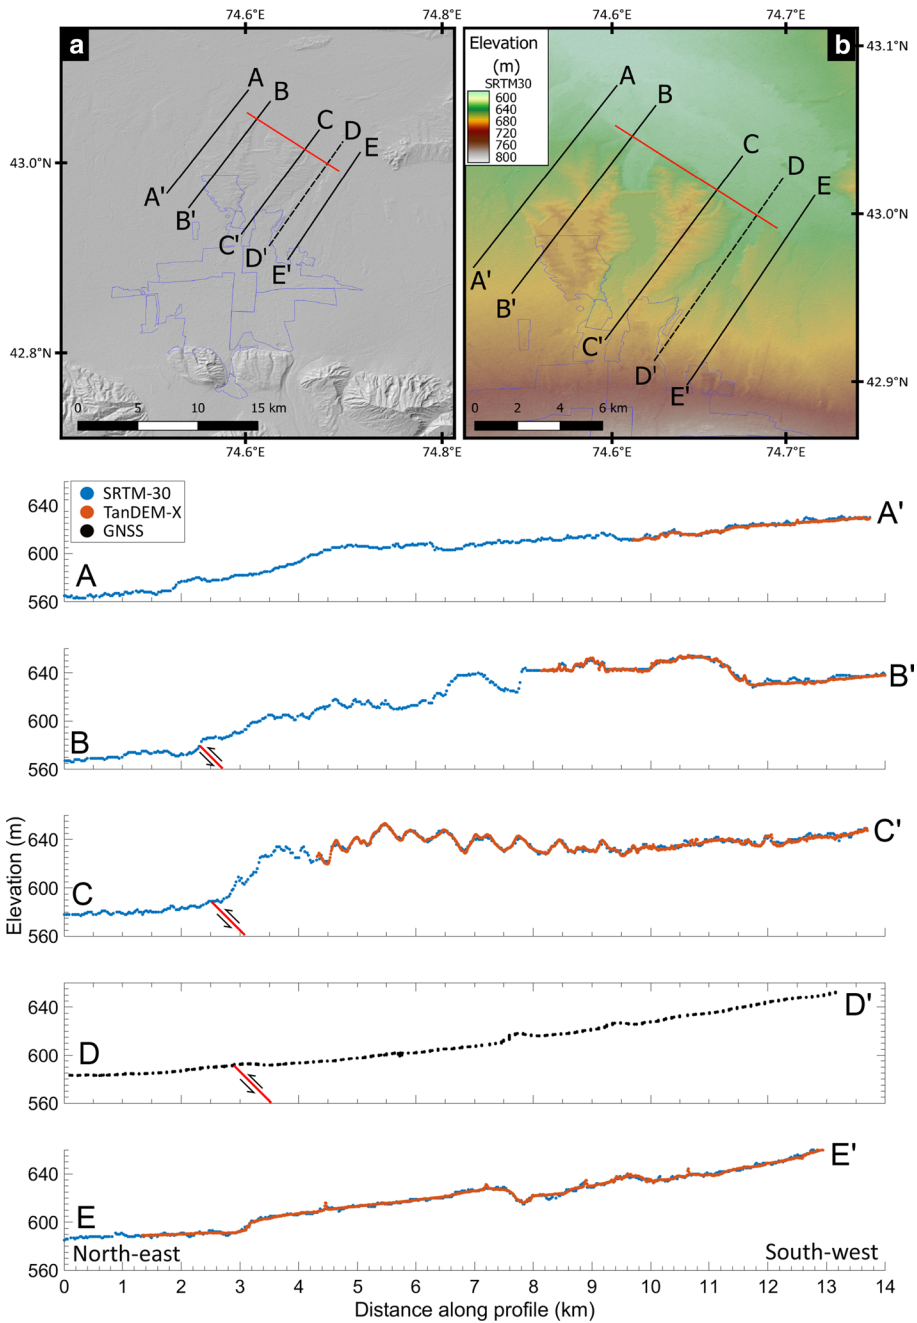 74.6°E
74.8°E
74.6°E
74.7°E
a
b
43.1°N
43.0°N
43.0°N
42.8°N
42.9°N
Elevation
(m)
SRTM30
600
640
680
720
760
800
A
B
C
D
E
A'
B'
C'
D'
E'
A
B
C
D
E
A'
B'
C'
D'
E'
0 5 10 15 km
0 2 4 6 km
74.6°E
74.8°E
74.6°E
74.7°E
SRTM-30
TanDEM-X
GNSS
640
600
560
A
A'
640
600
560
B
B'
640
600
560
C
C'
640
600
560
D
D'
640
600
560
E
E'
Elevation (m)
North-east
South-west
0 1 2 3 4 5 6 7 8 9 10 11 12 13 14
Distance along profile (km)